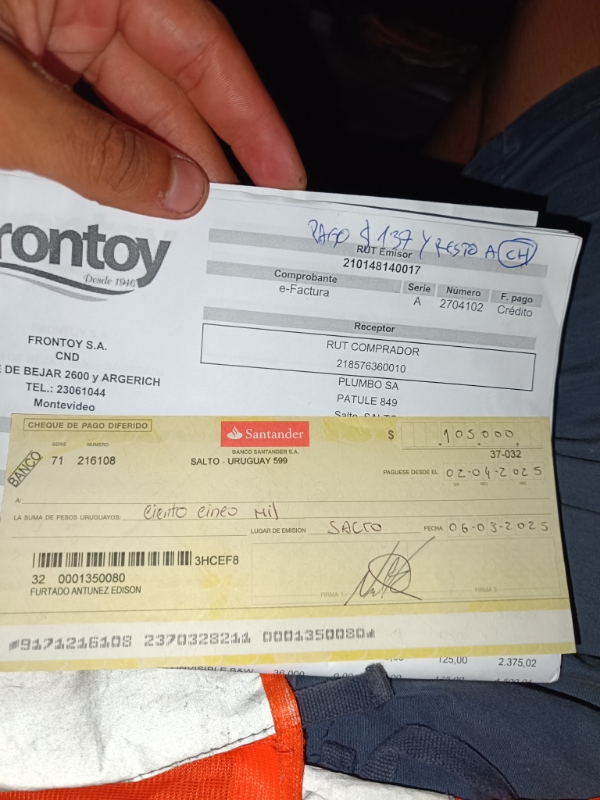 PAGO $ 137 Y RESTO A CH
rontoy
Desde 1946
RUT Emisor
210148140017
Comprobante Serie Número F. pago
e-Factura A 2704102 Crédito
Receptor
RUT COMPRADOR
218576360010
PLUMBO SA
PATULE 849
Salto
FRONTOY S.A.
CND
DE BEJAR 2600 y ARGERICH
TEL.: 23061044
Montevideo
CHEQUE DE PAGO DIFERIDO
SERIE NUMERO
71 216108
BANCO
Santander
BANCO SANTANDER S.A.
SALTO - URUGUAY 599
$ 105.000
37-032
PAGUESE DESDE EL 02-04-2025
A:
LA SUMA DE PESOS URUGUAYOS: Ciento cinco mil
LUGAR DE EMISION SALTO FECHA 06-03-2025
3HCEF8
32 0001350080
FURTADO ANTUNEZ EDISON
FIRMA 1 FIRMA 2
9171216108 2370328211 0001350080
125,00 2.375,02